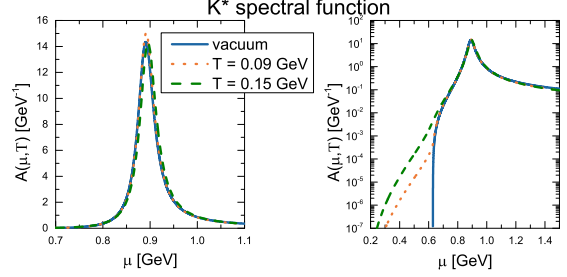 K* spectral function
16
14
12
10
8
6
4
2
0
A(μ,T) [GeV⁻¹]
0.7 0.8 0.9 1.0 1.1
μ [GeV]
vacuum
T = 0.09 GeV
T = 0.15 GeV
10²
10¹
10⁰
10⁻¹
10⁻²
10⁻³
10⁻⁴
10⁻⁵
10⁻⁶
10⁻⁷
A(μ,T) [GeV⁻¹]
0.2 0.4 0.6 0.8 1.0 1.2 1.4
μ [GeV]